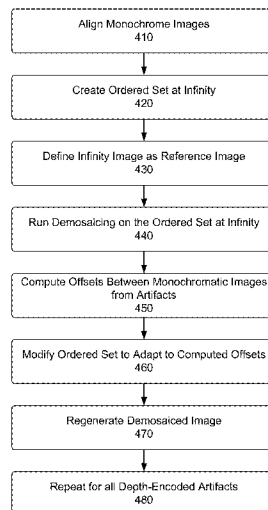 Align Monochrome Images
410
Create Ordered Set at Infinity
420
Define Infinity Image as Reference Image
430
Run Demosaicing on the Ordered Set at Infinity
440
Compute Offsets Between Monochromatic Images
from Artifacts
450
Modify Ordered Set to Adapt to Computed Offsets
460
Regenerate Demosaiced Image
470
Repeat for all Depth-Encoded Artifacts
480